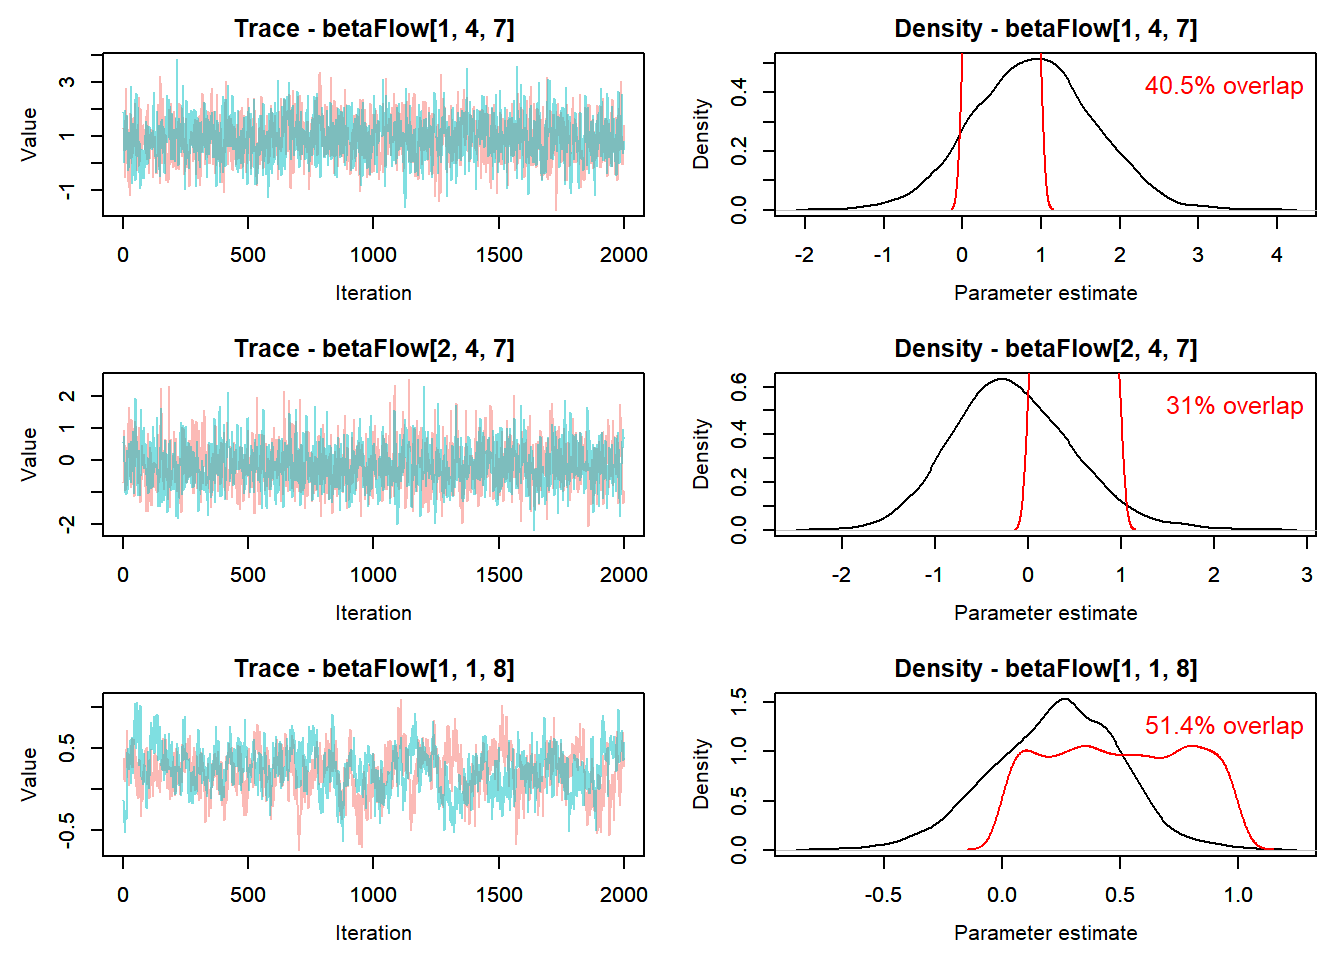 Trace - betaFlow[1, 4, 7]
Value
3
1
-1
0 500 1000 1500 2000
Iteration
Density - betaFlow[1, 4, 7]
40.5% overlap
Density
0.4
0.2
0.0
-2 -1 0 1 2 3 4
Parameter estimate
Trace - betaFlow[2, 4, 7]
Value
2
1
0
-2
0 500 1000 1500 2000
Iteration
Density - betaFlow[2, 4, 7]
31% overlap
Density
0.6
0.4
0.2
0.0
-2 -1 0 1 2 3
Parameter estimate
Trace - betaFlow[1, 1, 8]
Value
0.5
-0.5
0 500 1000 1500 2000
Iteration
Density - betaFlow[1, 1, 8]
51.4% overlap
Density
1.5
1.0
0.5
0.0
-0.5 0.0 0.5 1.0
Parameter estimate